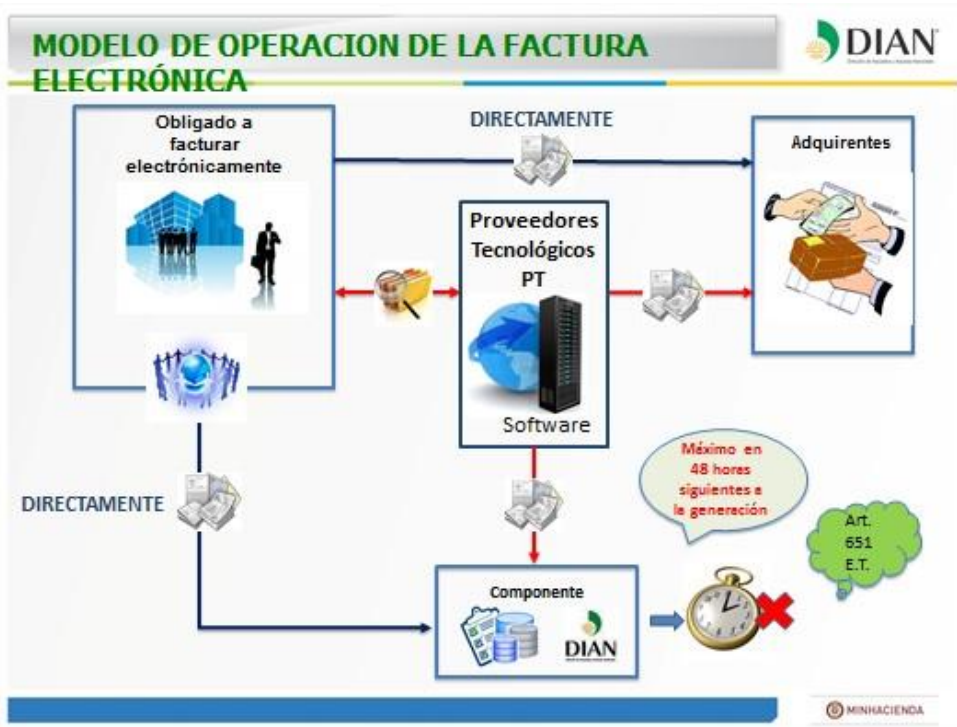 MODELO DE OPERACION DE LA FACTURA
ELECTRÓNICA
DIAN
Obligado a
facturar
electrónicamente
DIRECTAMENTE
Adquirentes
Proveedores
Tecnológicos
PT
Software
DIRECTAMENTE
Máximo en
48 horas
siguientes a
la generación
Art.
651
E.T.
Componente
DIAN
MINHACIENDA